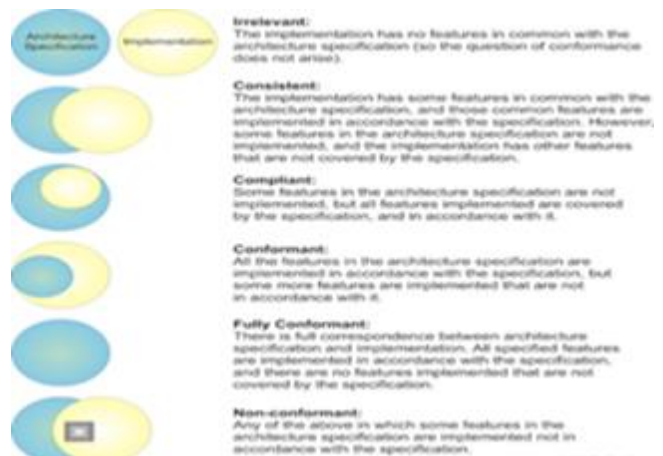 Architecture
Specification
Implementation
Irrelevant:
The implementation has no features in common with the
architecture specification (so the question of conformance
does not arise).
Consistent:
The implementation has some features in common with the
architecture specification, and those common features are
implemented in accordance with the specification. However,
some features in the architecture specification are not
implemented, and the implementation has other features
that are not covered by the specification.
Compliant:
Some features in the architecture specification are not
implemented, but all features implemented are covered
by the specification, and in accordance with it.
Conformant:
All the features in the architecture specification are
implemented in accordance with the specification, but
some more features are implemented that are not
in accordance with it.
Fully Conformant:
There is full correspondence between architecture
specification and implementation. All specified features
are implemented in accordance with the specification,
and there are no features implemented that are not
covered by the specification.
Non-conformant:
Any of the above in which some features in the
architecture specification are implemented not in
accordance with the specification.